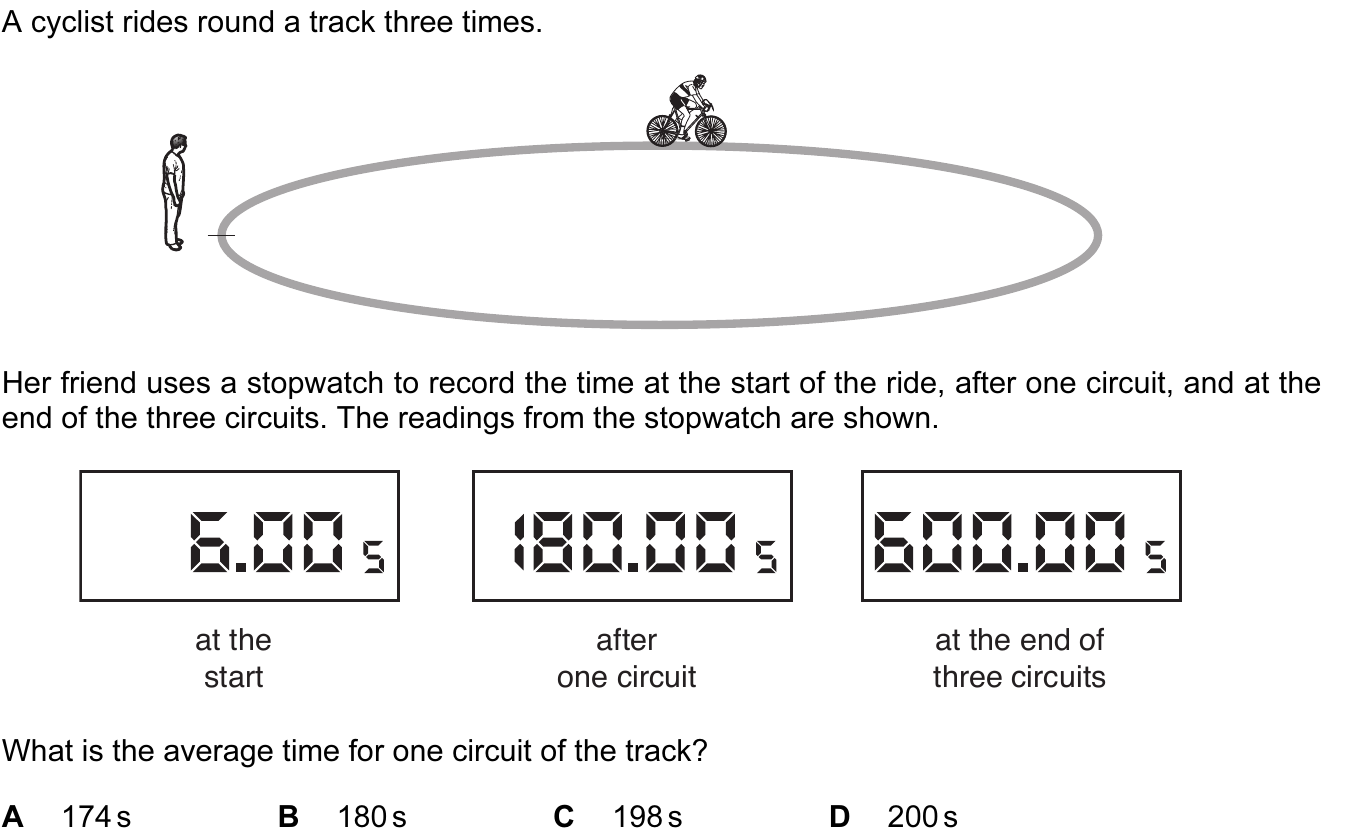 A cyclist rides round a track three times.
Her friend uses a stopwatch to record the time at the start of the ride, after one circuit, and at the
end of the three circuits. The readings from the stopwatch are shown.
6.00 s
180.00 s
600.00 s
at the
start
after
one circuit
at the end of
three circuits
What is the average time for one circuit of the track?
A 174 s B 180 s C 198 s D 200 s